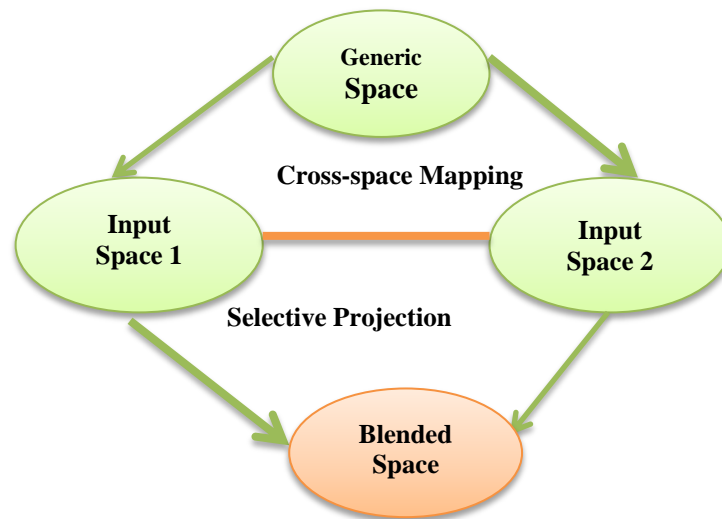 Generic
Space
Cross-space Mapping
Input
Space 1
Input
Space 2
Selective Projection
Blended
Space